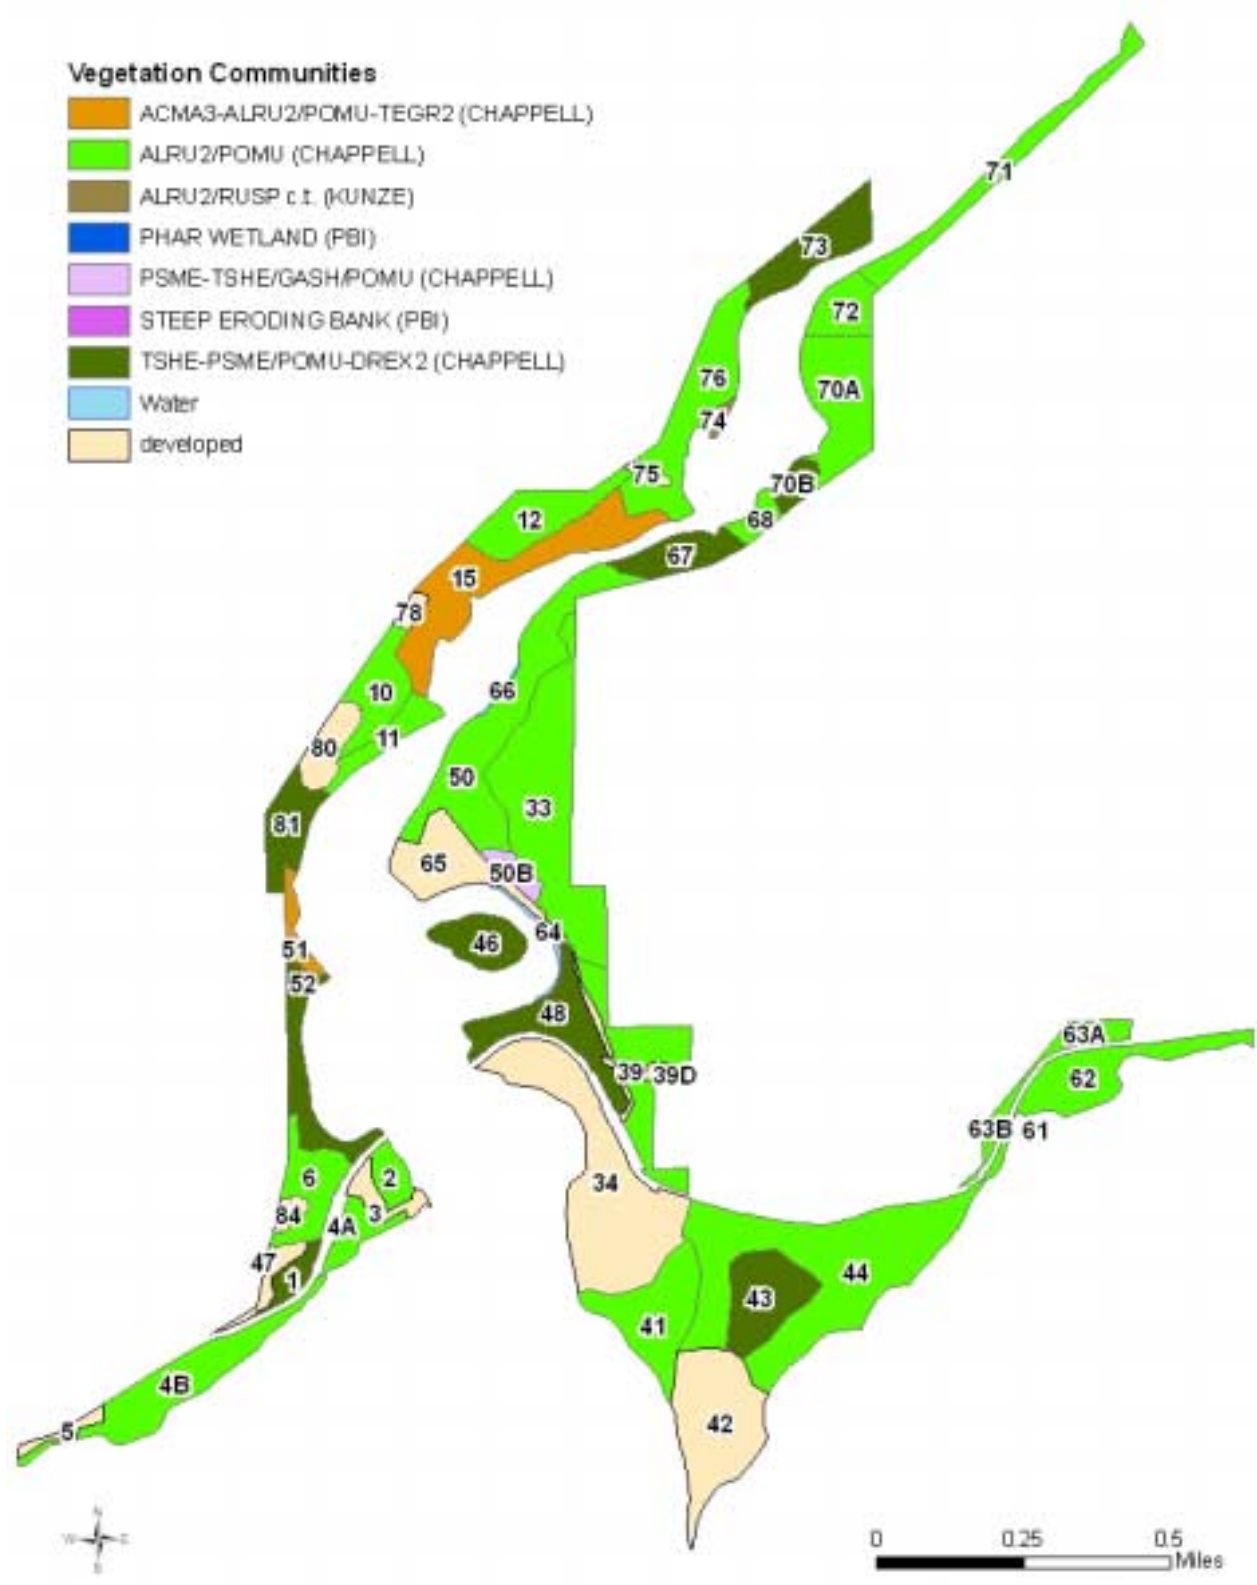 Vegetation Communities
ACMA3-ALRU2/POMU-TEGR2 (CHAPPELL)
ALRU2/POMU (CHAPPELL)
ALRU2/RUSP c.t. (KUNZE)
PHAR WETLAND (PBI)
PSME-TSHE/GASH/POMU (CHAPPELL)
STEEP ERODING BANK (PBI)
TSHE-PSME/POMU-DREX2 (CHAPPELL)
Water
developed
71
73
72
76
70A
74
75
70B
12
68
67
15
78
66
10
11
80
50
33
81
65
50B
64
46
51
52
48
63A
39
39D
62
63B
61
6
2
34
84
3
4A
47
1
44
43
41
4B
42
5
N
W
E
S
0
0.25
0.5
Miles